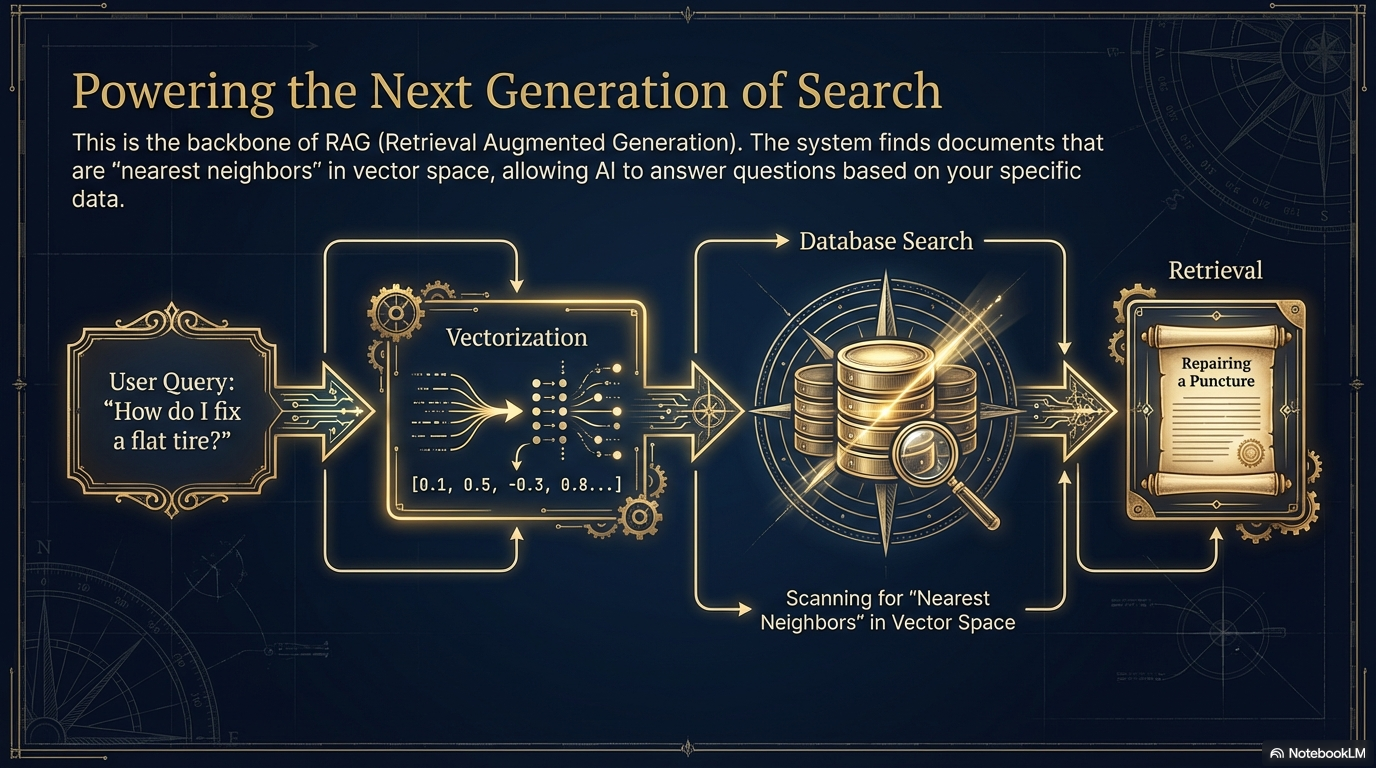 Powering the Next Generation of Search
This is the backbone of RAG (Retrieval Augmented Generation). The system finds documents that
are “nearest neighbors” in vector space, allowing AI to answer questions based on your specific
data.
User Query:
“How do I fix
a flat tire?”
Vectorization
[0.1, 0.5, -0.3, 0.8...]
Database Search
Scanning for “Nearest
Neighbors” in Vector Space
Retrieval
Repairing
a Puncture
N
E
E
W
S
NotebookLM